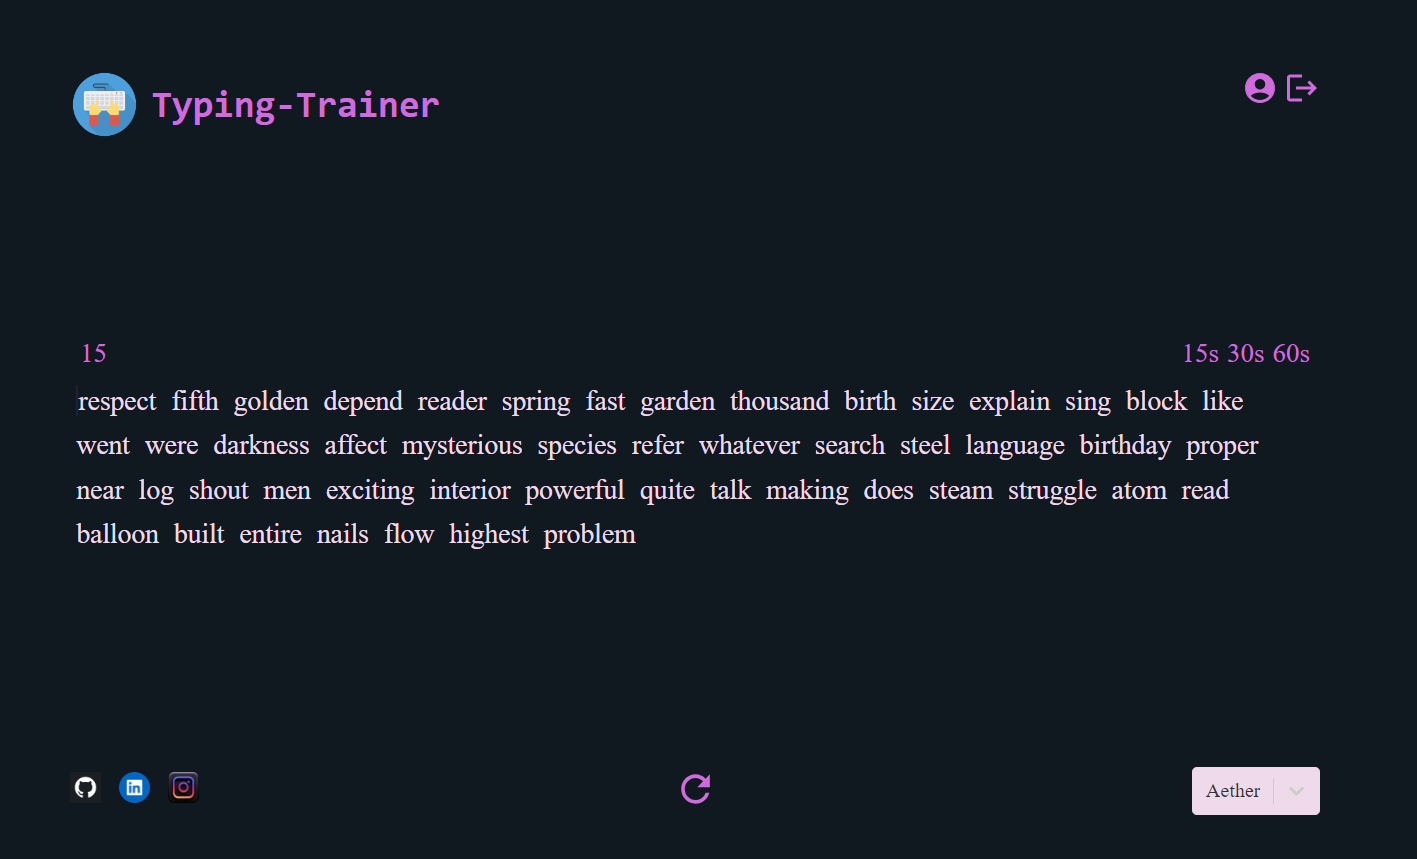 Typing-Trainer
15
15s 30s 60s
respect fifth golden depend reader spring fast garden thousand birth size explain sing block like
went were darkness affect mysterious species refer whatever search steel language birthday proper
near log shout men exciting interior powerful quite talk making does steam struggle atom read
balloon built entire nails flow highest problem
in
Aether